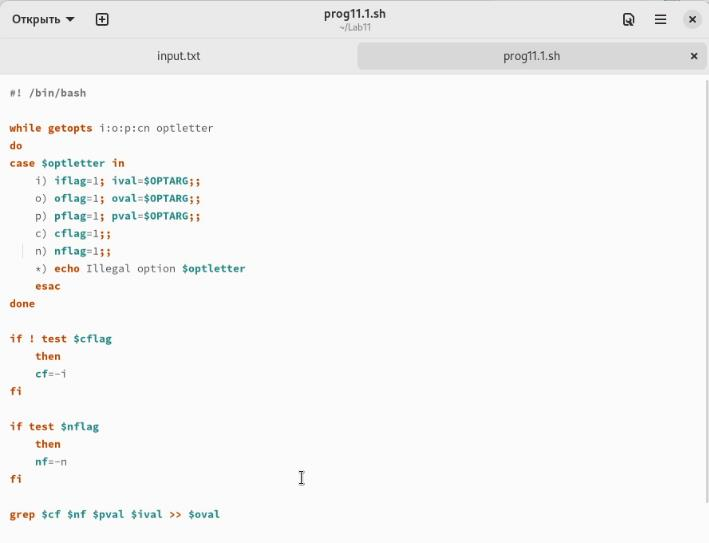 Открыть
prog11.1.sh
~/Lab11
input.txt
prog11.1.sh
#! /bin/bash

while getopts i:o:p:cn optletter
do
case $optletter in
    i) iflag=1; ival=$OPTARG;;
    o) oflag=1; oval=$OPTARG;;
    p) pflag=1; pval=$OPTARG;;
    c) cflag=1;;
    n) nflag=1;;
    *) echo Illegal option $optletter
    esac
done

if ! test $cflag
    then
    cf=-i
fi

if test $nflag
    then
    nf=-n
fi

grep $cf $nf $pval $ival >> $oval